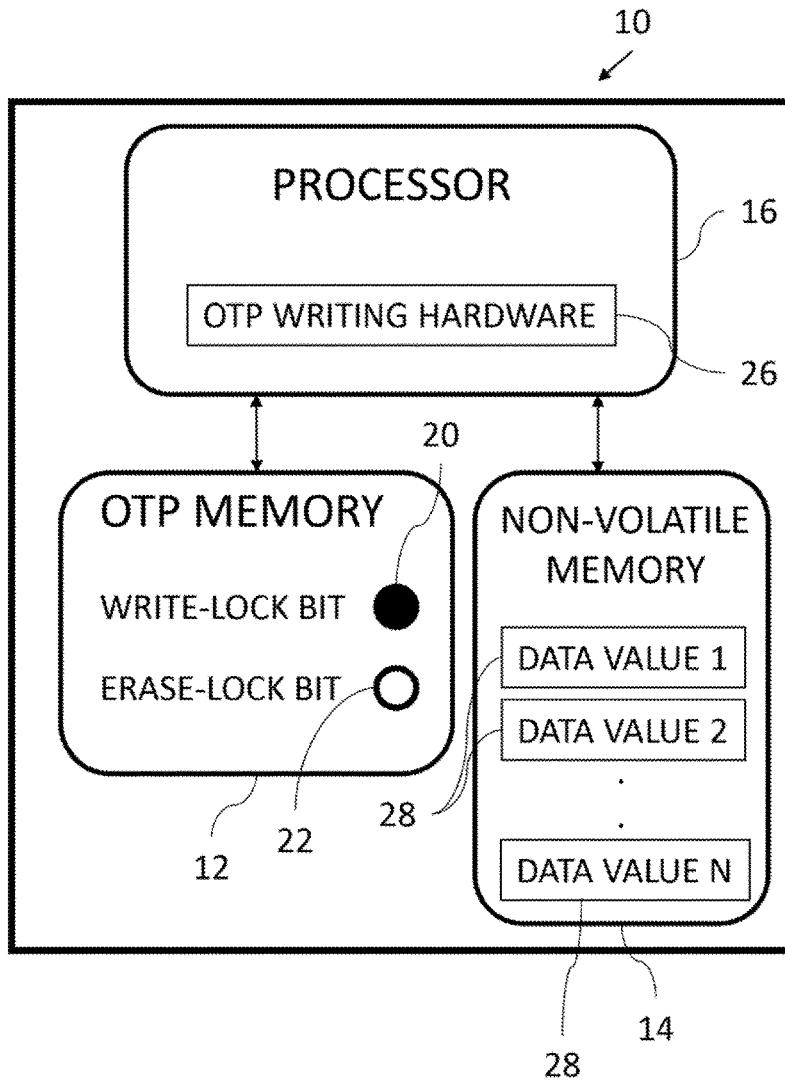 10
PROCESSOR
16
OTP WRITING HARDWARE
26
20
OTP MEMORY
WRITE-LOCK BIT
ERASE-LOCK BIT
NON-VOLATILE
MEMORY
DATA VALUE 1
DATA VALUE 2
.
.
DATA VALUE N
12
22
28
14
28